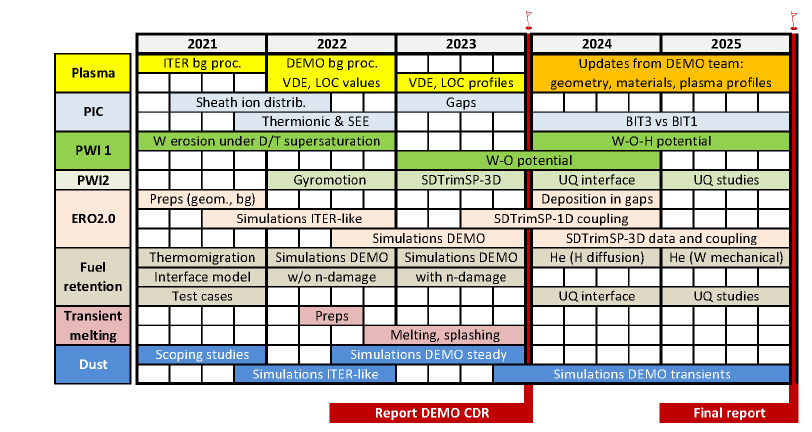 2021 2022 2023 2024 2025
Plasma
ITER bg proc. DEMO bg proc. Updates from DEMO team:
VDE, LOC values VDE, LOC profiles geometry, materials, plasma profiles
PIC
Sheath ion distrib. Gaps
Thermionic & SEE BIT3 vs BIT1
PWI 1
W erosion under D/T supersaturation W-O-H potential
W-O potential
PWI2 Gyromotion SDTrimSP-3D UQ interface UQ studies
ERO2.0
Preps (geom., bg) Deposition in gaps
Simulations ITER-like SDTrimSP-1D coupling
Simulations DEMO SDTrimSP-3D data and coupling
Fuel
retention
Thermomigration Simulations DEMO Simulations DEMO He (H diffusion) He (W mechanical)
Interface model w/o n-damage with n-damage
Test cases UQ interface UQ studies
Transient
melting
Preps
Melting, splashing
Dust
Scoping studies Simulations DEMO steady
Simulations ITER-like Simulations DEMO transients
Report DEMO CDR Final report